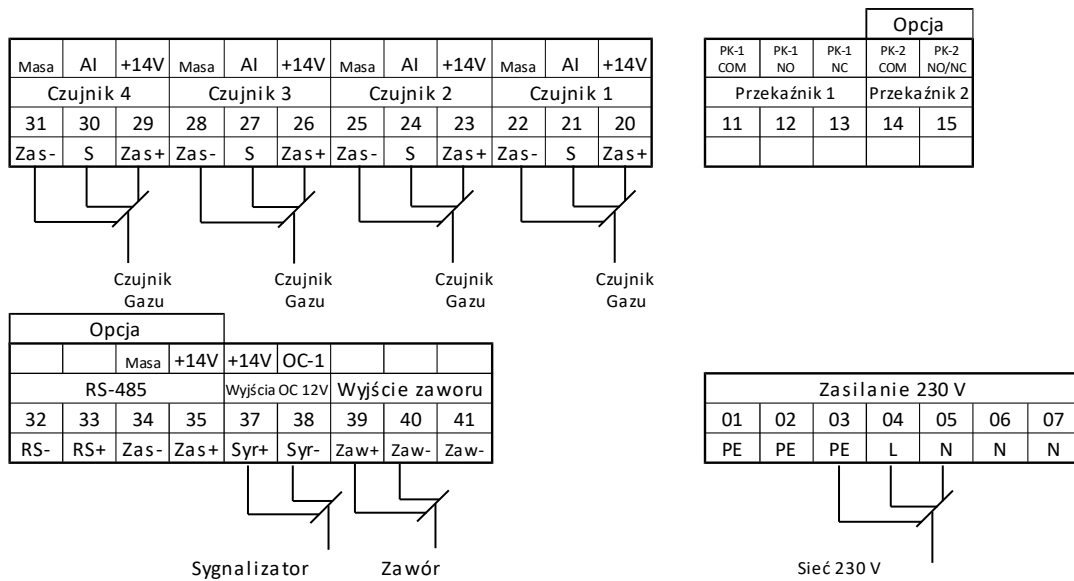 Opcja
Masa AI +14V Masa AI +14V Masa AI +14V Masa AI +14V
Czujnik 4 Czujnik 3 Czujnik 2 Czujnik 1
31 30 29 28 27 26 25 24 23 22 21 20
Zas- S Zas+ Zas- S Zas+ Zas- S Zas+ Zas- S Zas+
PK-1 COM PK-1 NO PK-1 NC PK-2 COM PK-2 NO/NC
Przekaźnik 1 Przekaźnik 2
11 12 13 14 15
Czujnik Czujnik Czujnik Czujnik
Gazu Gazu Gazu Gazu
Opcja
Masa +14V +14V OC-1
RS-485 Wyjścia OC 12V Wyjście zaworu
32 33 34 35 37 38 39 40 41
RS- RS+ Zas- Zas+ Syr+ Syr- Zaw+ Zaw- Zaw-
Zasilanie 230 V
01 02 03 04 05 06 07
PE PE PE L N N N
Sygnalizator Zawór Sieć 230 V